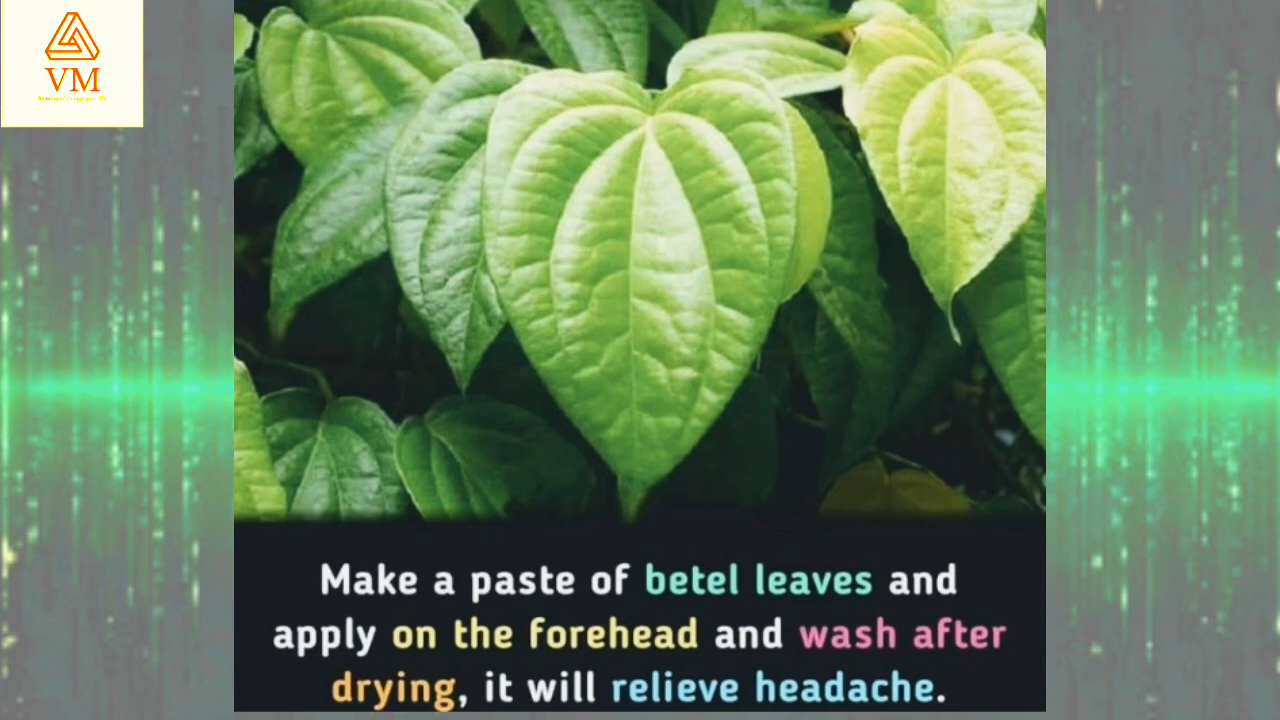 VM
Make a paste of betel leaves and
apply on the forehead and wash after
drying, it will relieve headache.